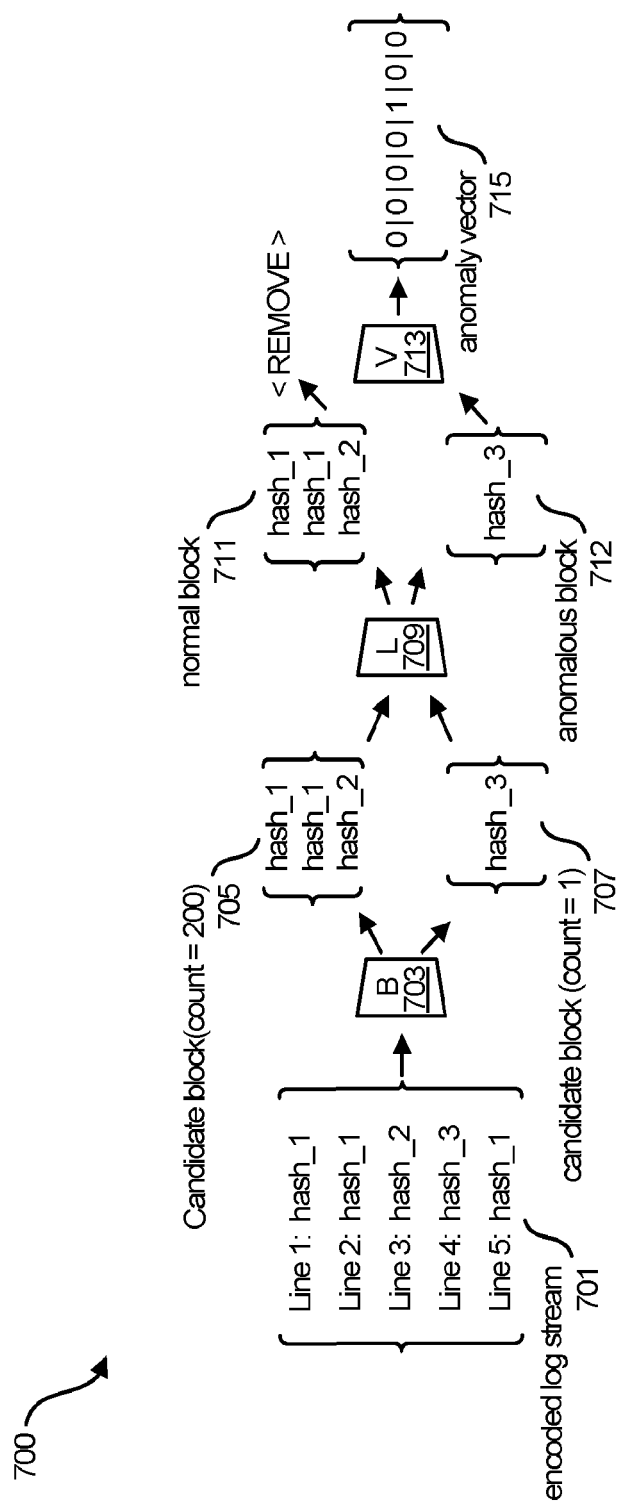 700
Line 1: hash_1
Line 2: hash_1
Line 3: hash_2
Line 4: hash_3
Line 5: hash_1
encoded log stream
701
B
703
Candidate block(count = 200)
705
hash_1
hash_1
hash_2
hash_3
candidate block (count = 1)
707
L
709
normal block
711
hash_1
hash_1
hash_2
< REMOVE >
hash_3
anomalous block
712
V
713
0|0|0|0|1|0|0
anomaly vector
715